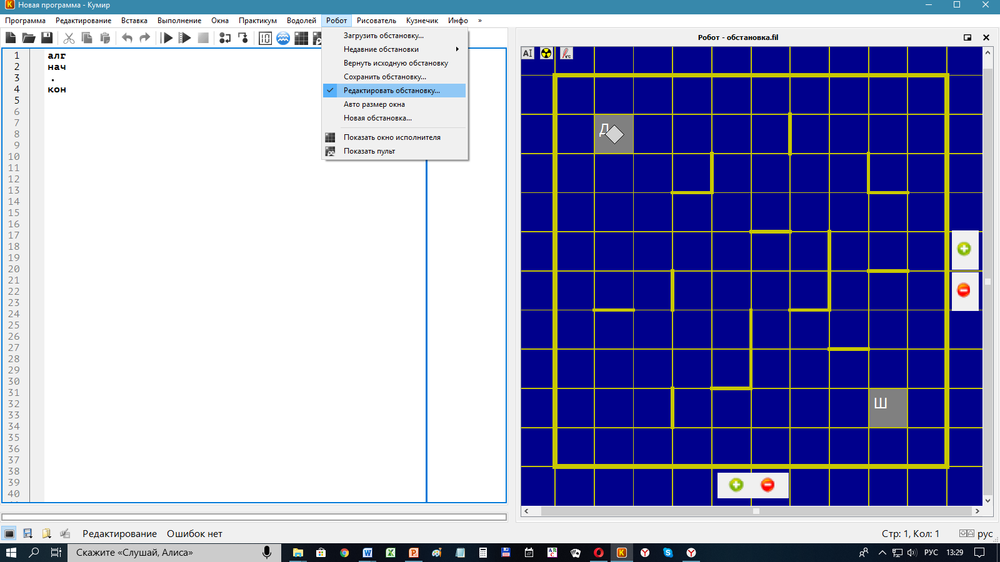 Новая программа - Кумир
Программа Редактирование Вставка Выполнение Окна Практикум Водолей Робот Рисователь Кузнечик Инфо »
Загрузить обстановку...
Недавние обстановки
Вернуть исходную обстановку
Сохранить обстановку...
Редактировать обстановку...
Авто размер окна
Новая обстановка...
Показать окно исполнителя
Показать пульт
1 алг
2 нач
3 .
4 кон
5
6
7
8
9
10
11
12
13
14
15
16
17
18
19
20
21
22
23
24
25
26
27
28
29
30
31
32
33
34
35
36
37
38
39
40
Робот - обстановка.fil
Д
Ш
Редактирование Ошибок нет
Стр: 1, Кол: 1 рус
Скажите «Слушай, Алиса»
РУС 13:29